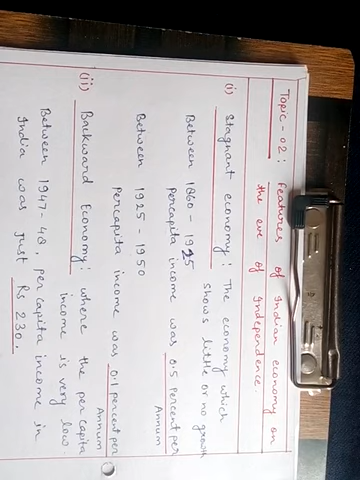 Topic - 02: Features of Indian economy on
the eve of Independence.
(i) Stagnant economy: The economy which
shows little or no growth
Between 1860 - 1925
Percapita income was 0.5 percent per
Annum
Between 1925 - 1950
Percapita income was 0.1 percent per
Annum
(ii) Backward Economy: where the per capita
income is very low.
Between 1947-48, per capita income in
India was just Rs 230.